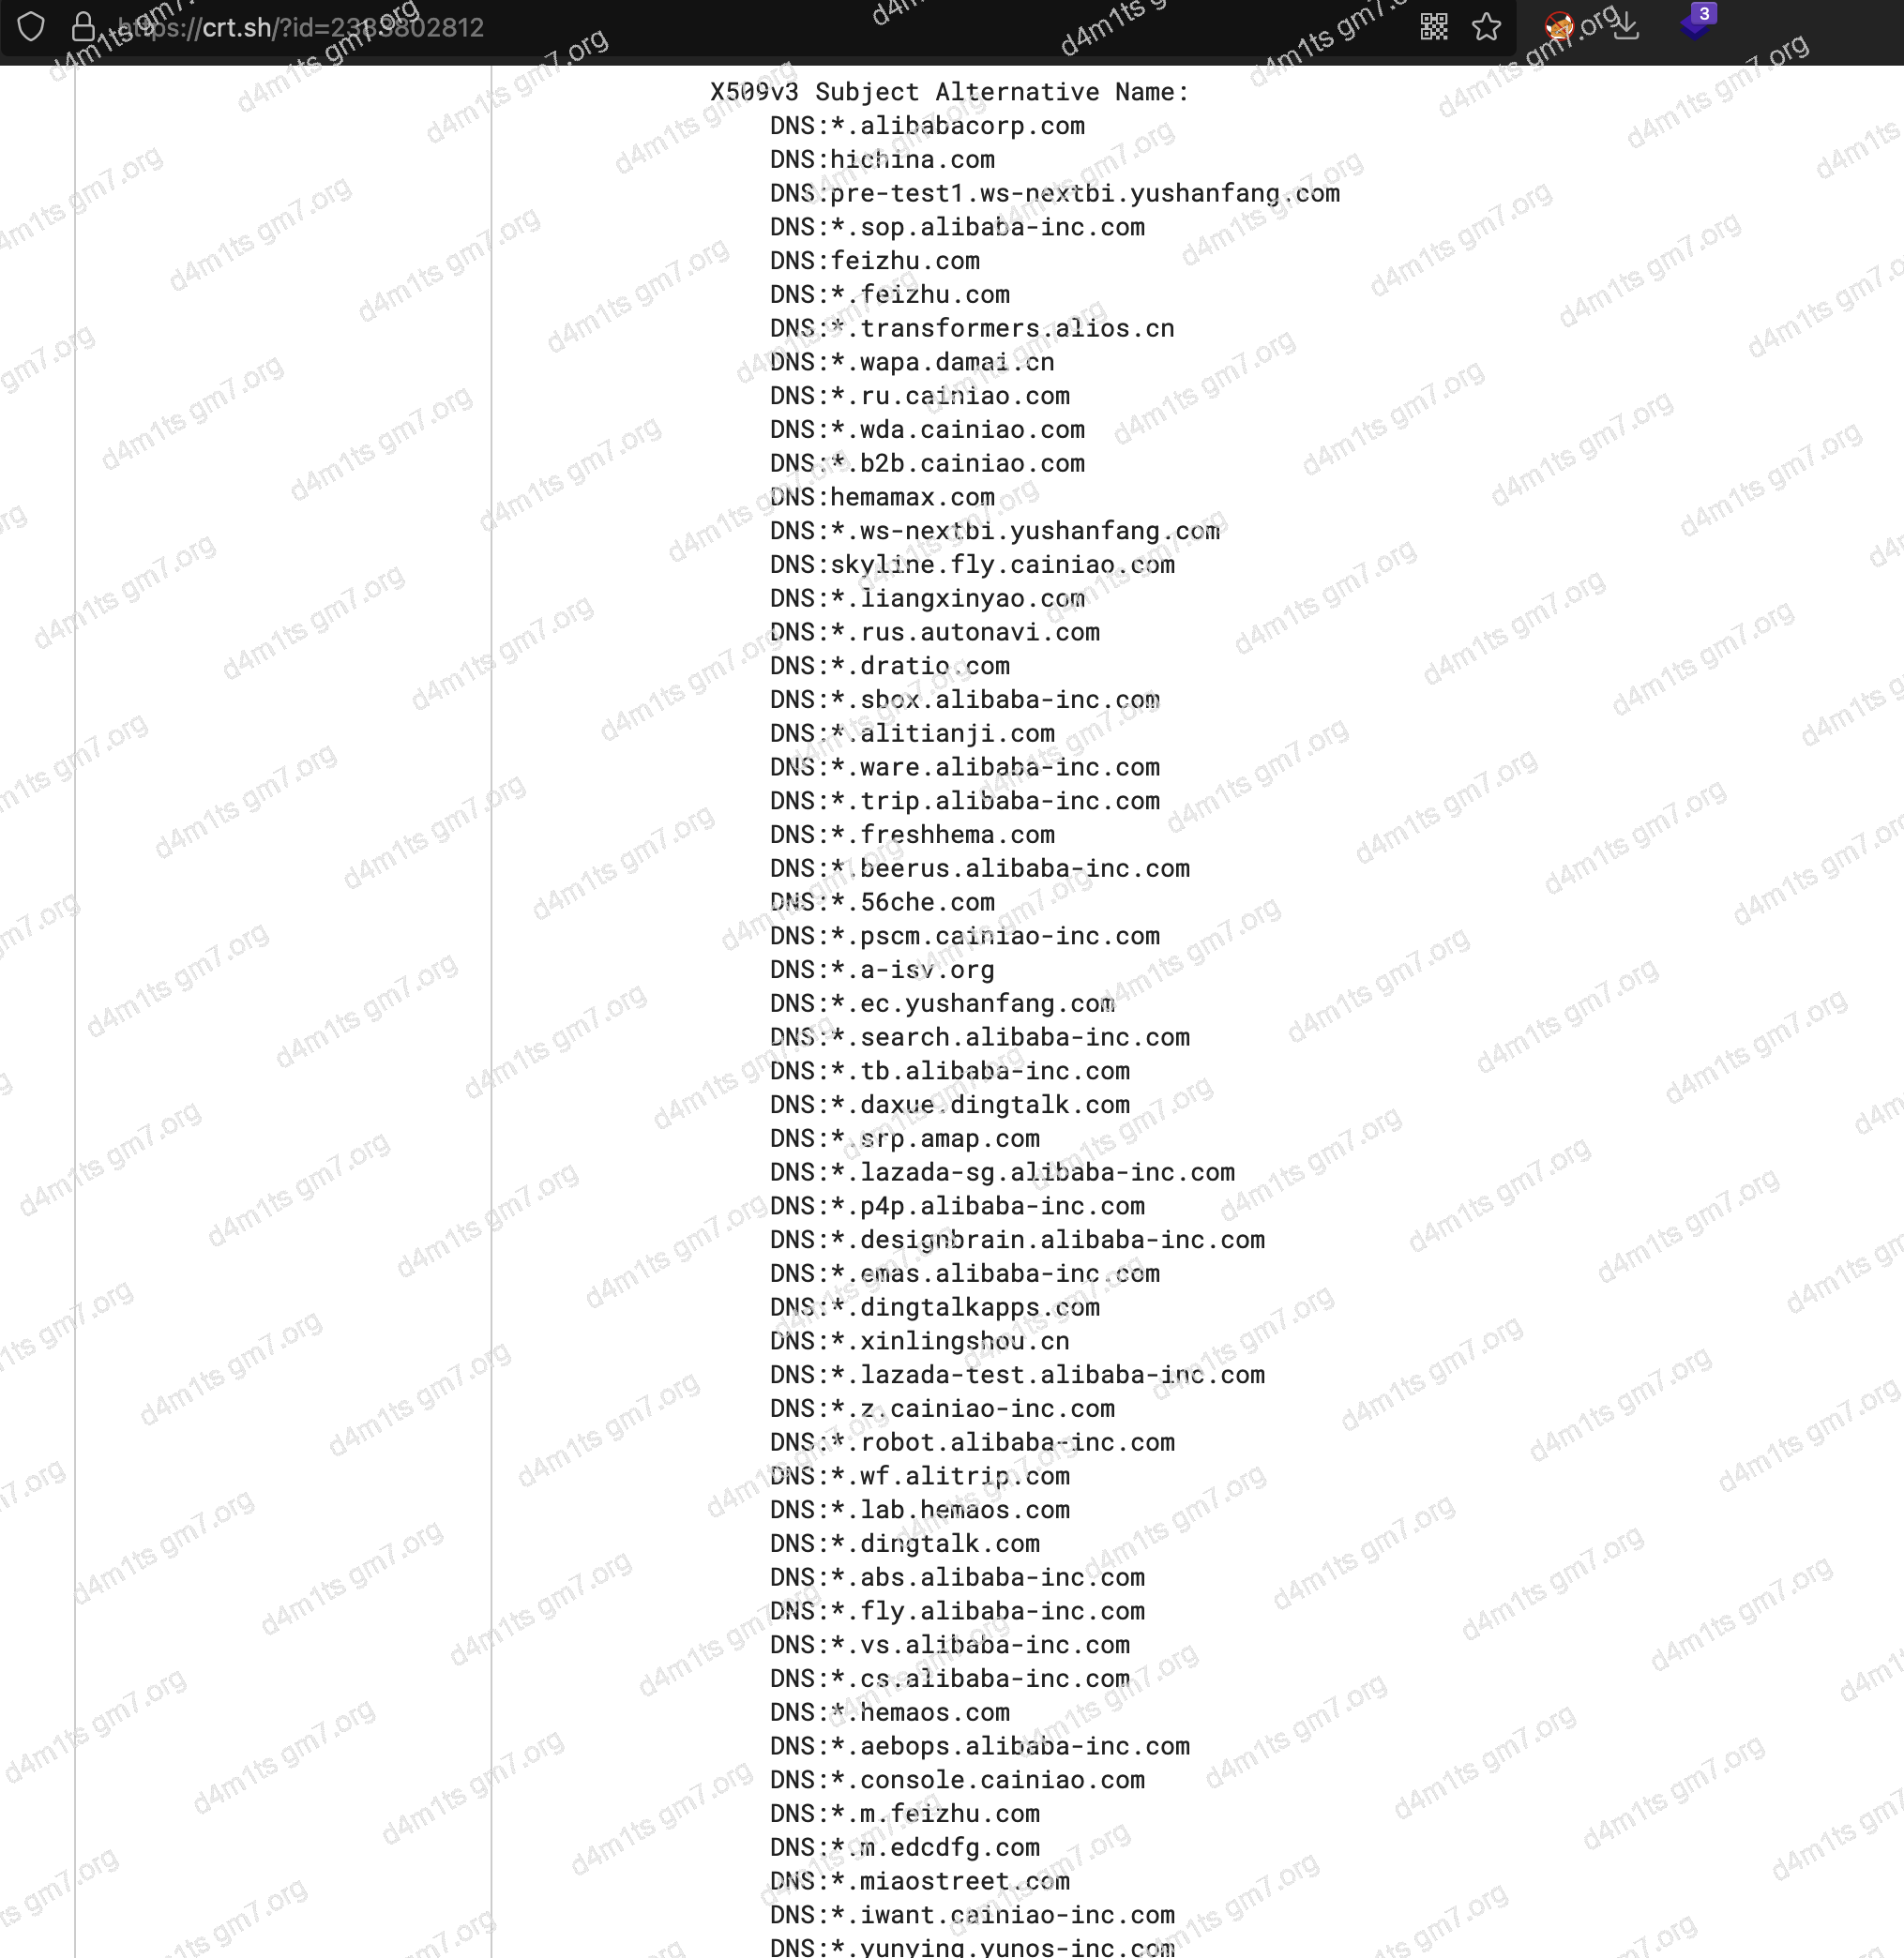 https://crt.sh/?id=2383802812
3
X509v3 Subject Alternative Name:
DNS:*.alibabacorp.com
DNS:hichina.com
DNS:pre-test1.ws-nextbi.yushanfang.com
DNS:*.sop.alibaba-inc.com
DNS:feizhu.com
DNS:*.feizhu.com
DNS:*.transformers.alios.cn
DNS:*.wapa.damai.cn
DNS:*.ru.cainiao.com
DNS:*.wda.cainiao.com
DNS:*.b2b.cainiao.com
DNS:hemamax.com
DNS:*.ws-nextbi.yushanfang.com
DNS:skyline.fly.cainiao.com
DNS:*.liangxinyao.com
DNS:*.rus.autonavi.com
DNS:*.dratio.com
DNS:*.sbox.alibaba-inc.com
DNS:*.alitianji.com
DNS:*.ware.alibaba-inc.com
DNS:*.trip.alibaba-inc.com
DNS:*.freshhema.com
DNS:*.beerus.alibaba-inc.com
DNS:*.56che.com
DNS:*.pscm.cainiao-inc.com
DNS:*.a-isv.org
DNS:*.ec.yushanfang.com
DNS:*.search.alibaba-inc.com
DNS:*.tb.alibaba-inc.com
DNS:*.daxue.dingtalk.com
DNS:*.srp.amap.com
DNS:*.lazada-sg.alibaba-inc.com
DNS:*.p4p.alibaba-inc.com
DNS:*.designbrain.alibaba-inc.com
DNS:*.emas.alibaba-inc.com
DNS:*.dingtalkapps.com
DNS:*.xinlingshou.cn
DNS:*.lazada-test.alibaba-inc.com
DNS:*.z.cainiao-inc.com
DNS:*.robot.alibaba-inc.com
DNS:*.wf.alitrip.com
DNS:*.lab.hemaos.com
DNS:*.dingtalk.com
DNS:*.abs.alibaba-inc.com
DNS:*.fly.alibaba-inc.com
DNS:*.vs.alibaba-inc.com
DNS:*.cs.alibaba-inc.com
DNS:*.hemaos.com
DNS:*.aebops.alibaba-inc.com
DNS:*.console.cainiao.com
DNS:*.m.feizhu.com
DNS:*.m.edcdfg.com
DNS:*.miaostreet.com
DNS:*.iwant.cainiao-inc.com
DNS:*.yunying.yunos-inc.com
d4m1ts gm7.org